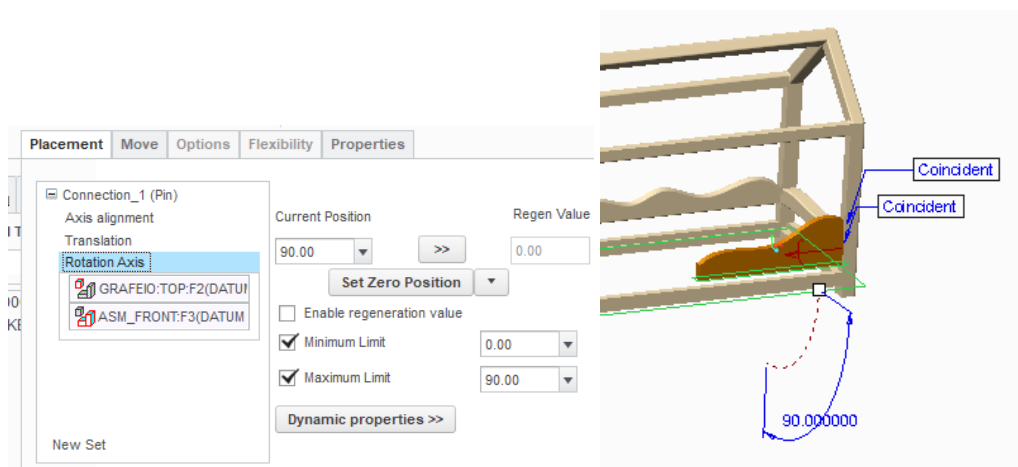 Placement Move Options Flexibility Properties
Connection_1 (Pin)
Axis alignment
Translation
Rotation Axis
GRAFEIO:TOP:F2(DATU
ASM_FRONT:F3(DATUM
New Set
Current Position
Regen Value
90.00
>>
0.00
Set Zero Position
Enable regeneration value
Minimum Limit
0.00
Maximum Limit
90.00
Dynamic properties >>
Coincident
Coincident
90.000000